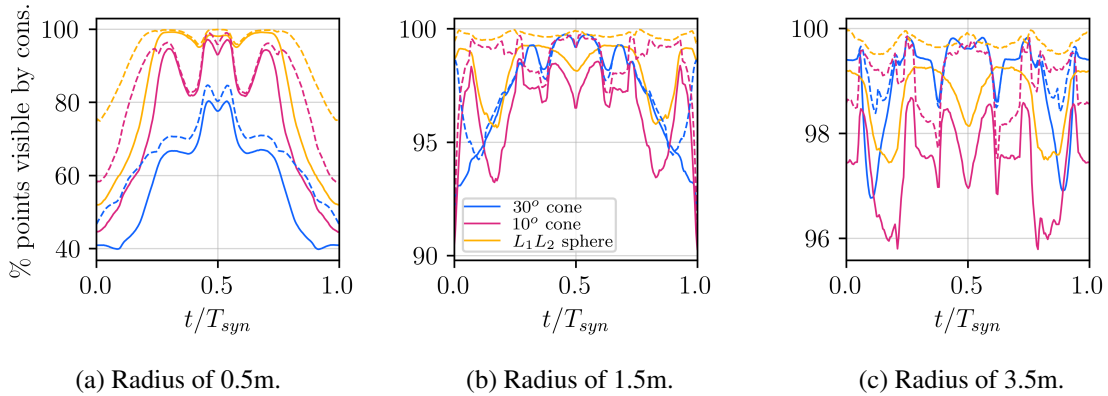 % points visible by cons.
100
80
60
40
0.0 0.5 1.0
t/T_syn
(a) Radius of 0.5m.
100
95
90
30° cone
10° cone
L₁L₂ sphere
0.0 0.5 1.0
t/T_syn
(b) Radius of 1.5m.
100
98
96
0.0 0.5 1.0
t/T_syn
(c) Radius of 3.5m.